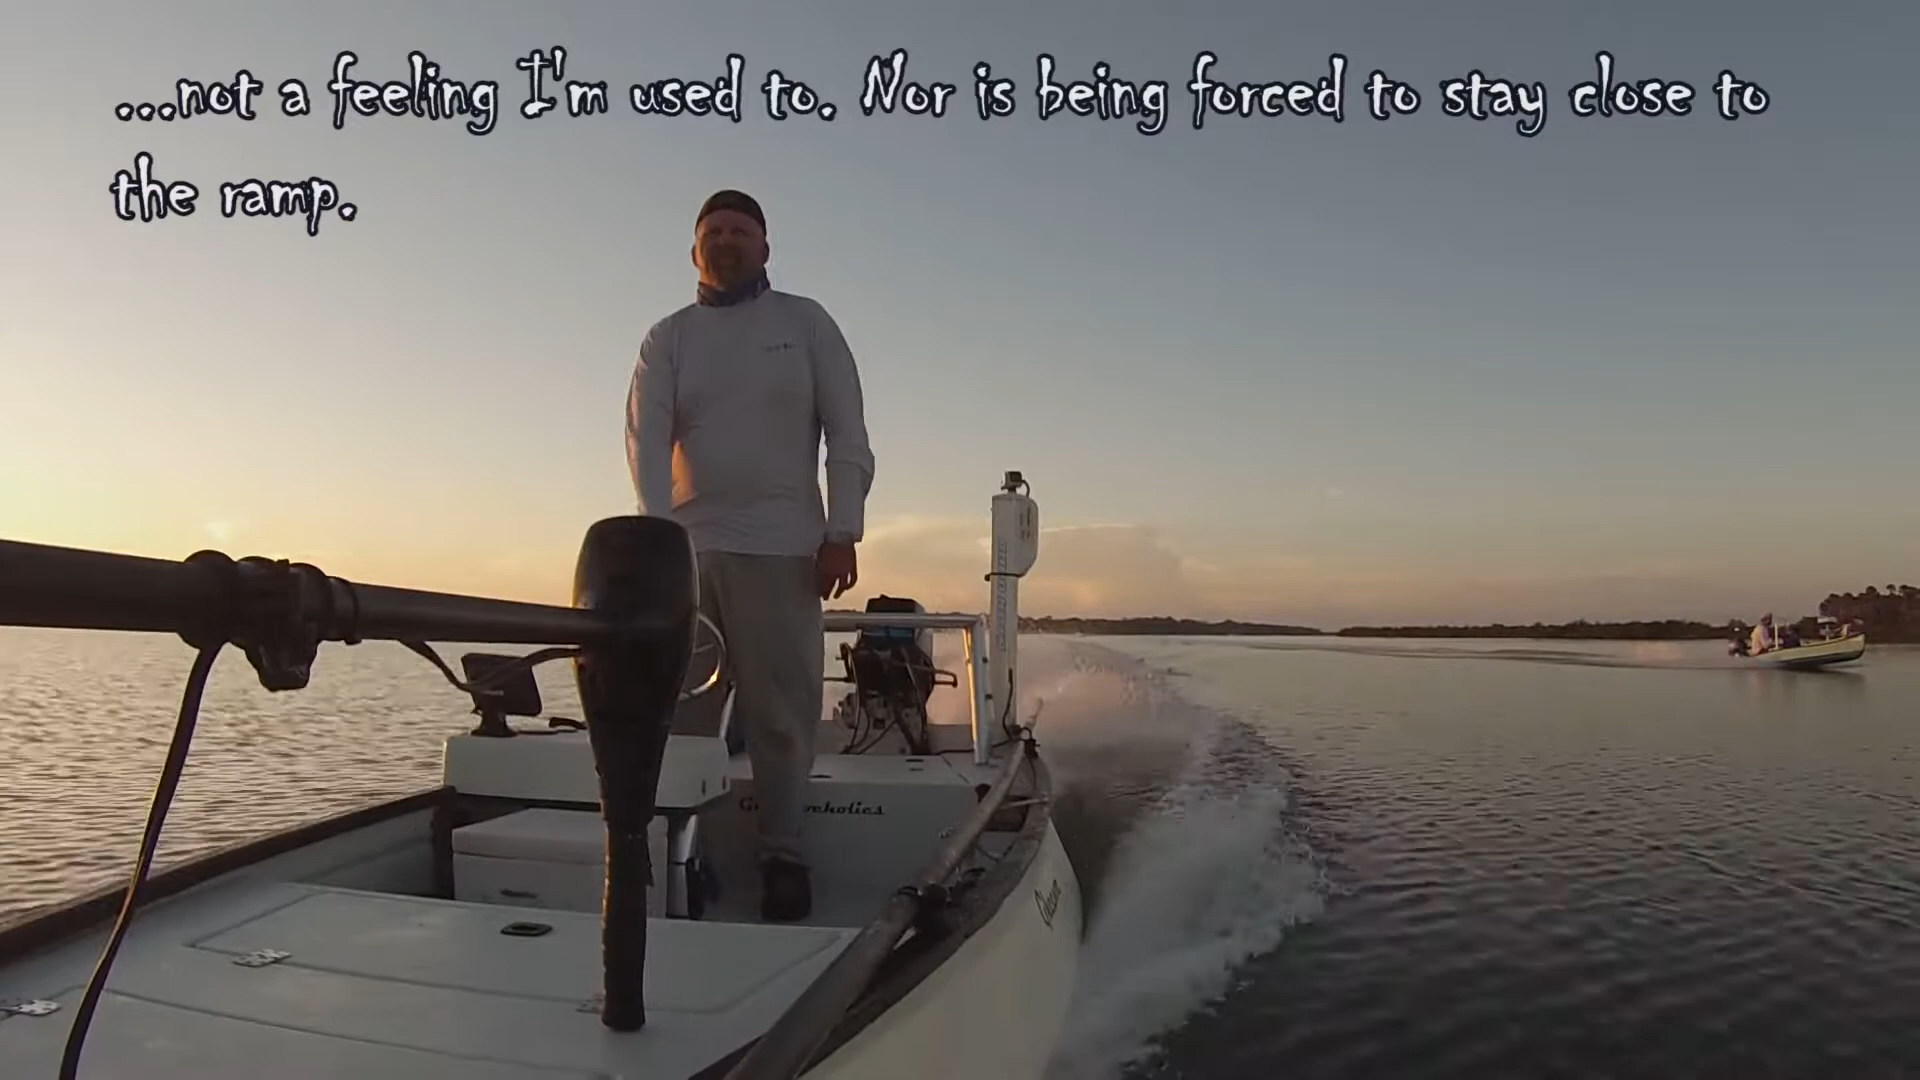 ...not a feeling I'm used to. Nor is being forced to stay close to
the ramp.